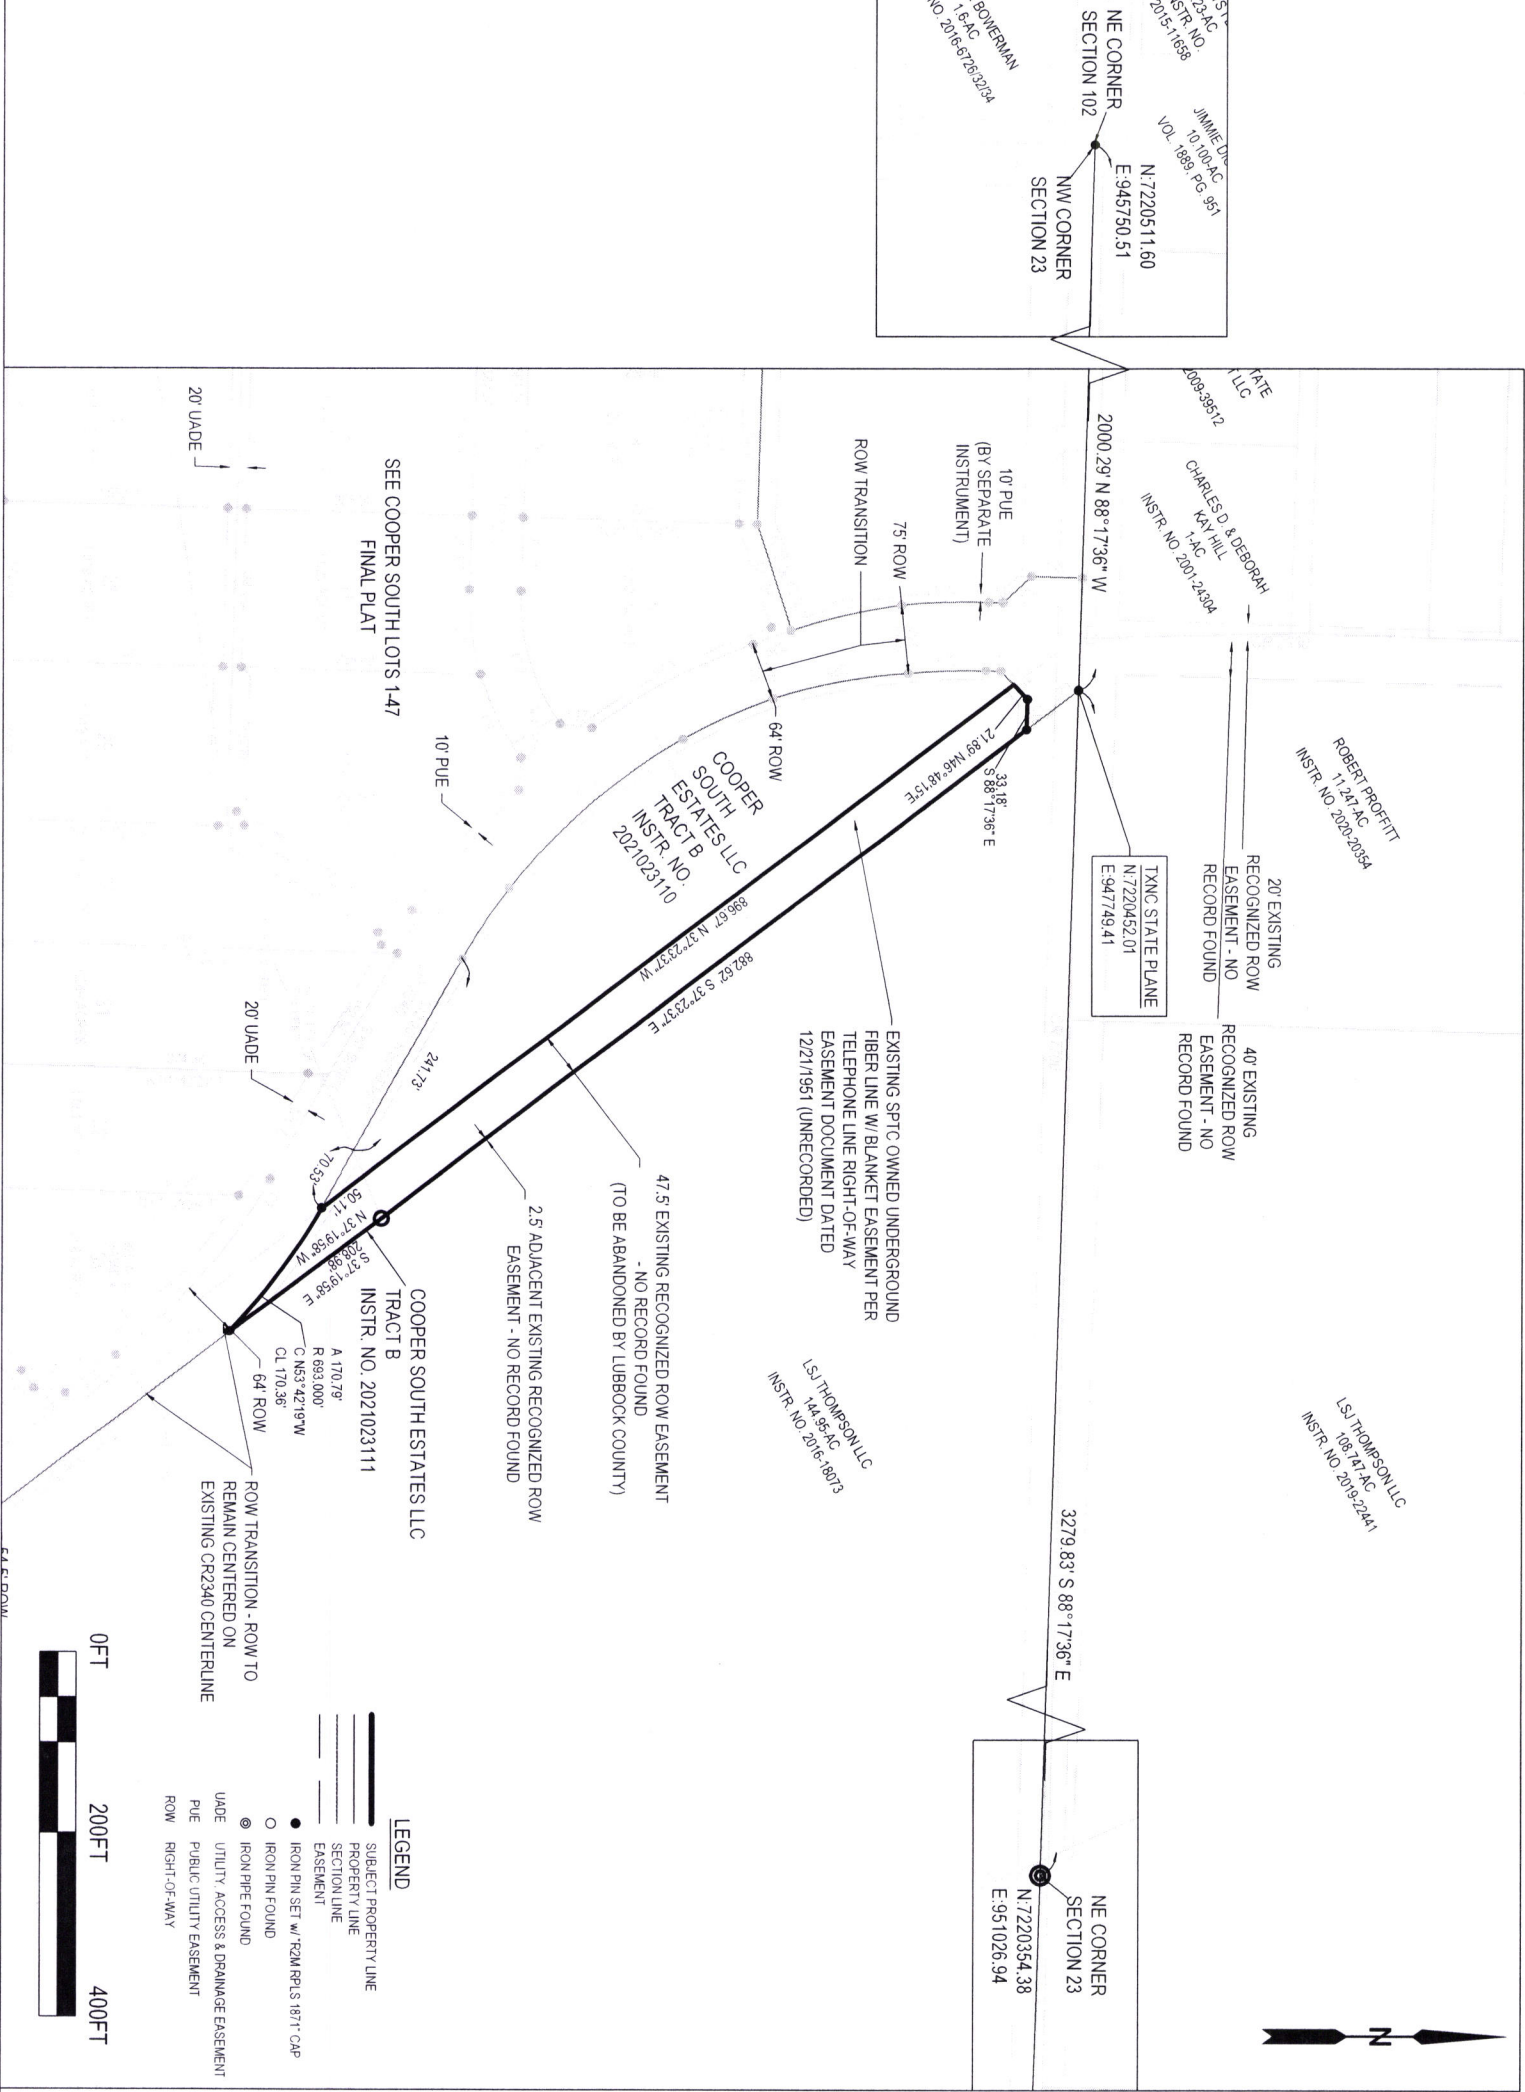 BOWERMAN
1.6-AC
NO. 2016-6726/32/34
23-AC
INSTR. NO.
2015-11658
JIMMIE
10.100-AC
VOL. 1889, PG. 951
NE CORNER
SECTION 102
N:7220511.60
E:945750.51
NW CORNER
SECTION 23
2009-39512
CHARLES D. & DEBORAH
KAY HILL
1-AC
INSTR. NO. 2001-24304
ROBERT PROFFITT
11.247-AC
INSTR. NO. 2020-20354
20' EXISTING
RECOGNIZED ROW
EASEMENT - NO
RECORD FOUND
40' EXISTING
RECOGNIZED ROW
EASEMENT - NO
RECORD FOUND
LSJ THOMPSON LLC
108.747-AC
INSTR. NO. 2019-22441
2000.29' N 88°17'36" W
TXNC STATE PLANE
N:7220452.01
E:947749.41
3279.83' S 88°17'36" E
NE CORNER
SECTION 23
N:7220354.38
E:951026.94
10' PUE
(BY SEPARATE
INSTRUMENT)
75' ROW
ROW TRANSITION
64' ROW
33.18'
S 88°17'36" E
21.89' N46°48'15"E
COOPER
SOUTH
ESTATES LLC
TRACT B
INSTR. NO.
2021023110
896.67' N 37°23'37" W
882.62' S 37°23'37" E
EXISTING SPTC OWNED UNDERGROUND
FIBER LINE W/ BLANKET EASEMENT PER
TELEPHONE LINE RIGHT-OF-WAY
EASEMENT DOCUMENT DATED
12/21/1951 (UNRECORDED)
LSJ THOMPSON LLC
144.95-AC
INSTR. NO. 2016-18073
47.5' EXISTING RECOGNIZED ROW EASEMENT
- NO RECORD FOUND
(TO BE ABANDONED BY LUBBOCK COUNTY)
2.5' ADJACENT EXISTING RECOGNIZED ROW
EASEMENT - NO RECORD FOUND
COOPER SOUTH ESTATES LLC
TRACT B
INSTR. NO. 2021023111
SEE COOPER SOUTH LOTS 1-47
FINAL PLAT
10' PUE
20' UADE
20' UADE
241.73'
70.53'
50.11'
N 37°19'58" W
208.98'
S 37°19'58" E
A 170.79'
R 693.000'
C N53°42'19"W
CL 170.36'
64' ROW
ROW TRANSITION - ROW TO
REMAIN CENTERED ON
EXISTING CR2340 CENTERLINE
LEGEND
SUBJECT PROPERTY LINE
PROPERTY LINE
SECTION LINE
EASEMENT
IRON PIN SET w/ "R2M RPLS 1871" CAP
IRON PIN FOUND
IRON PIPE FOUND
UADE UTILITY, ACCESS & DRAINAGE EASEMENT
PUE PUBLIC UTILITY EASEMENT
ROW RIGHT-OF-WAY
0FT 200FT 400FT
N